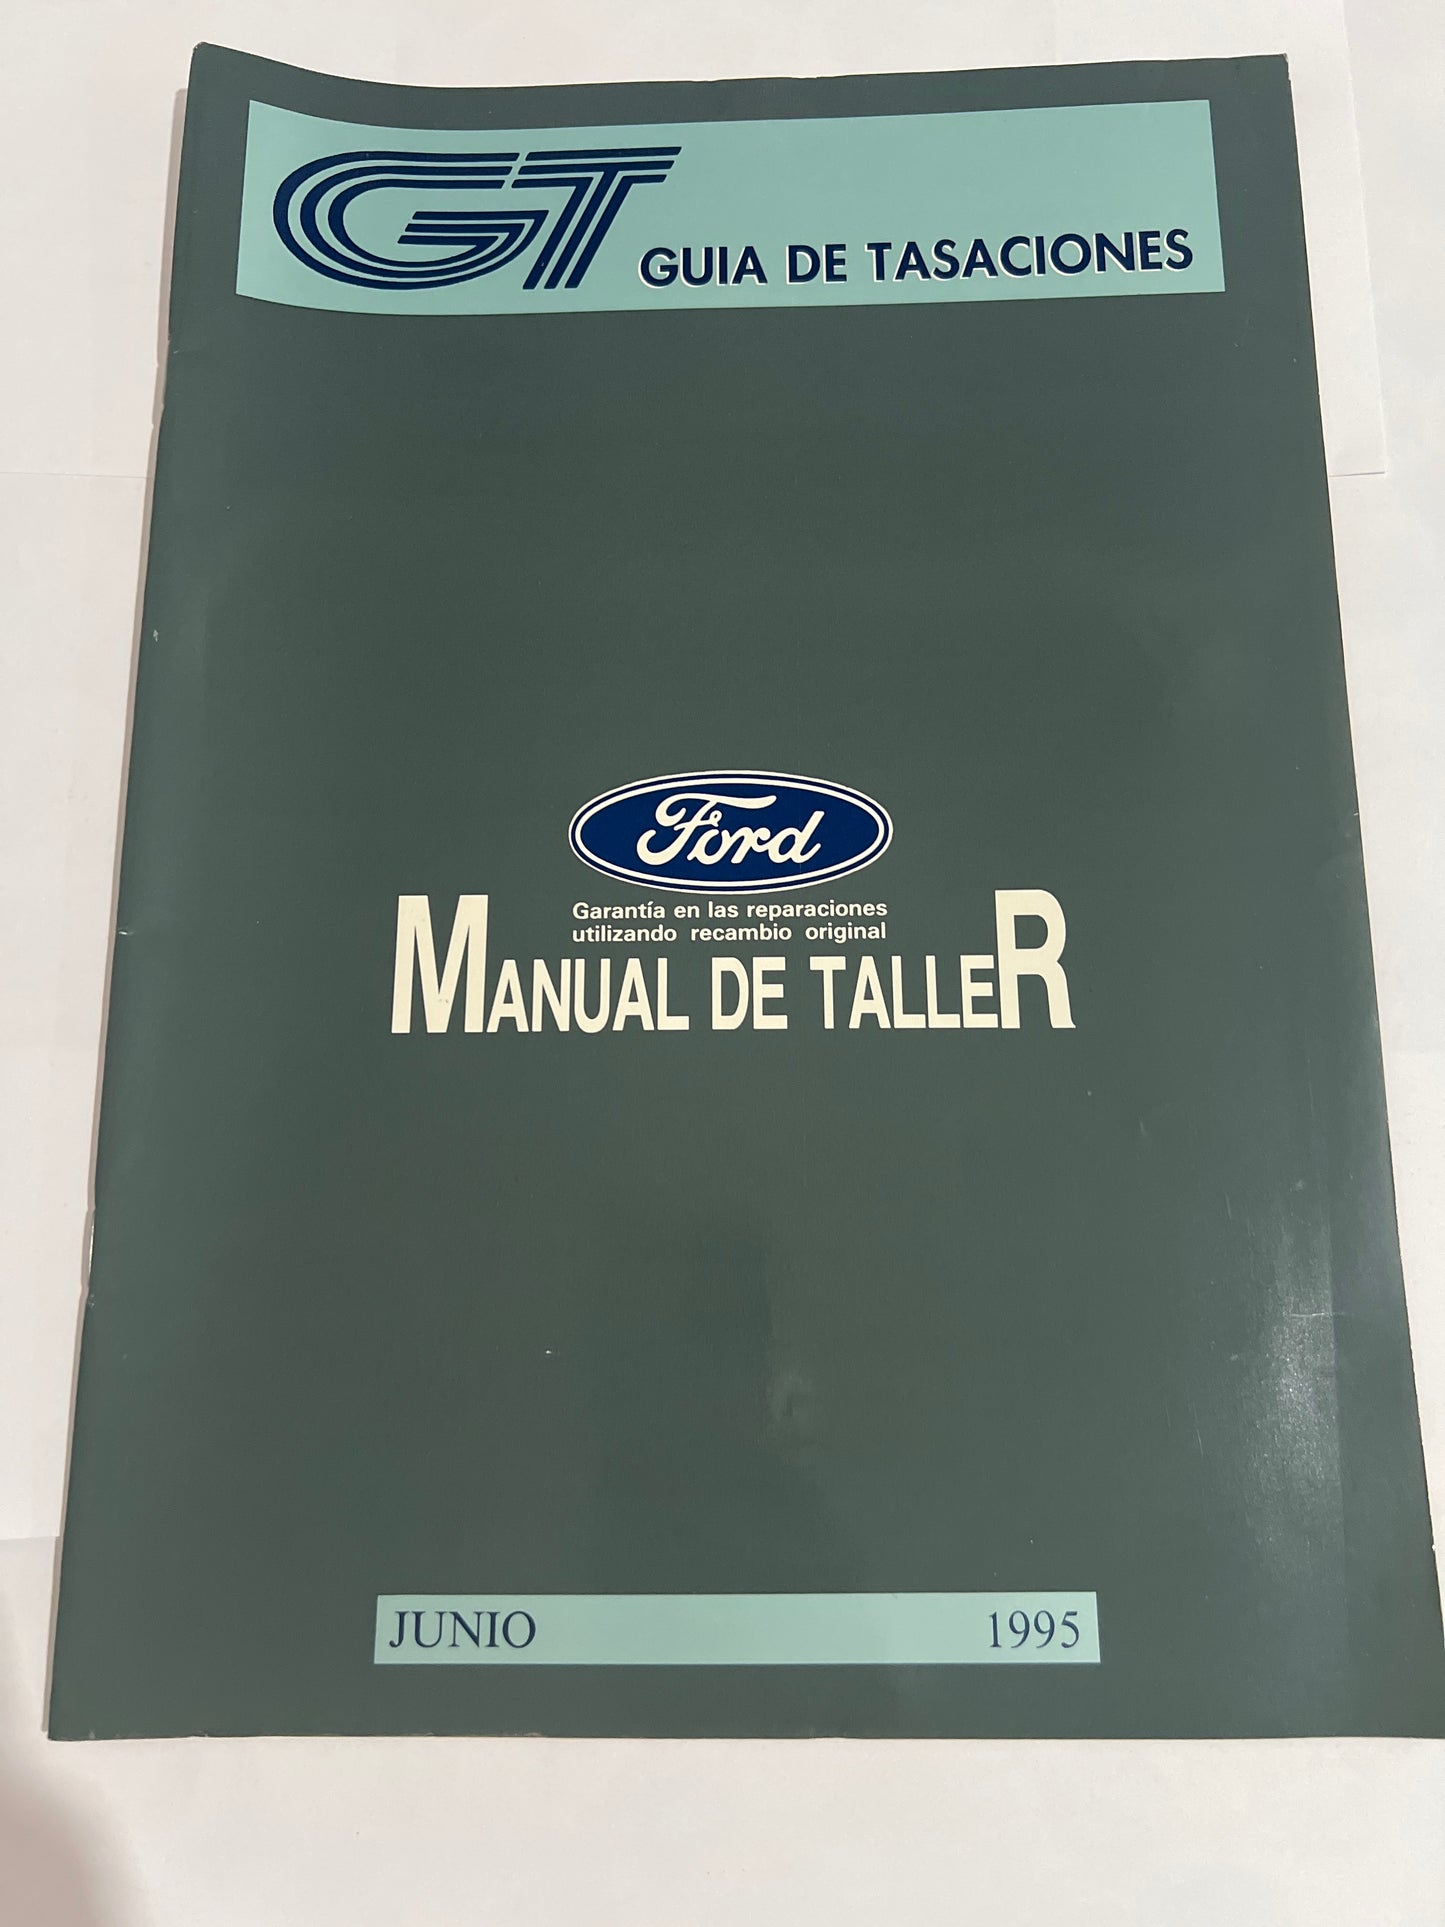 GT GUIA DE TASACIONES
Ford
Garantía en las reparaciones
utilizando recambio original
MANUAL DE TALLER
JUNIO 1995